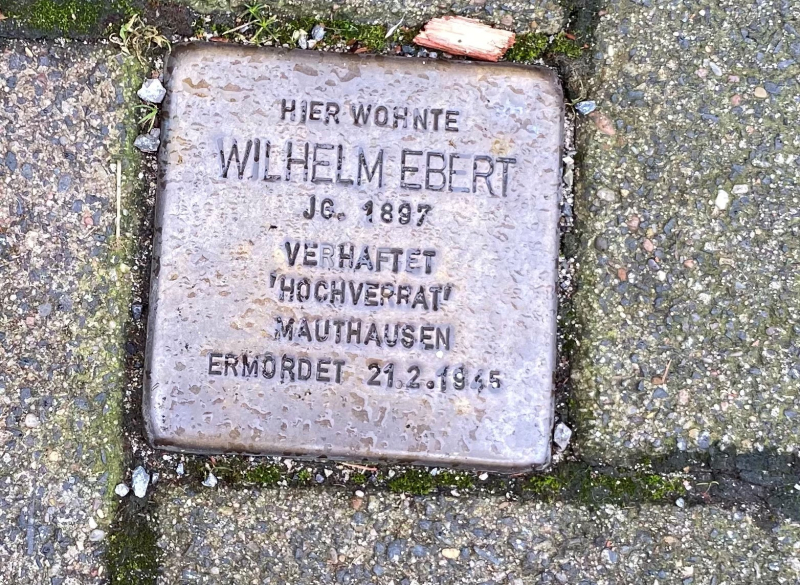 HIER WOHNTE
WILHELM EBERT
JG. 1897
VERHAFTET
'HOCHVERRAT'
MAUTHAUSEN
ERMORDET 21.2.1945